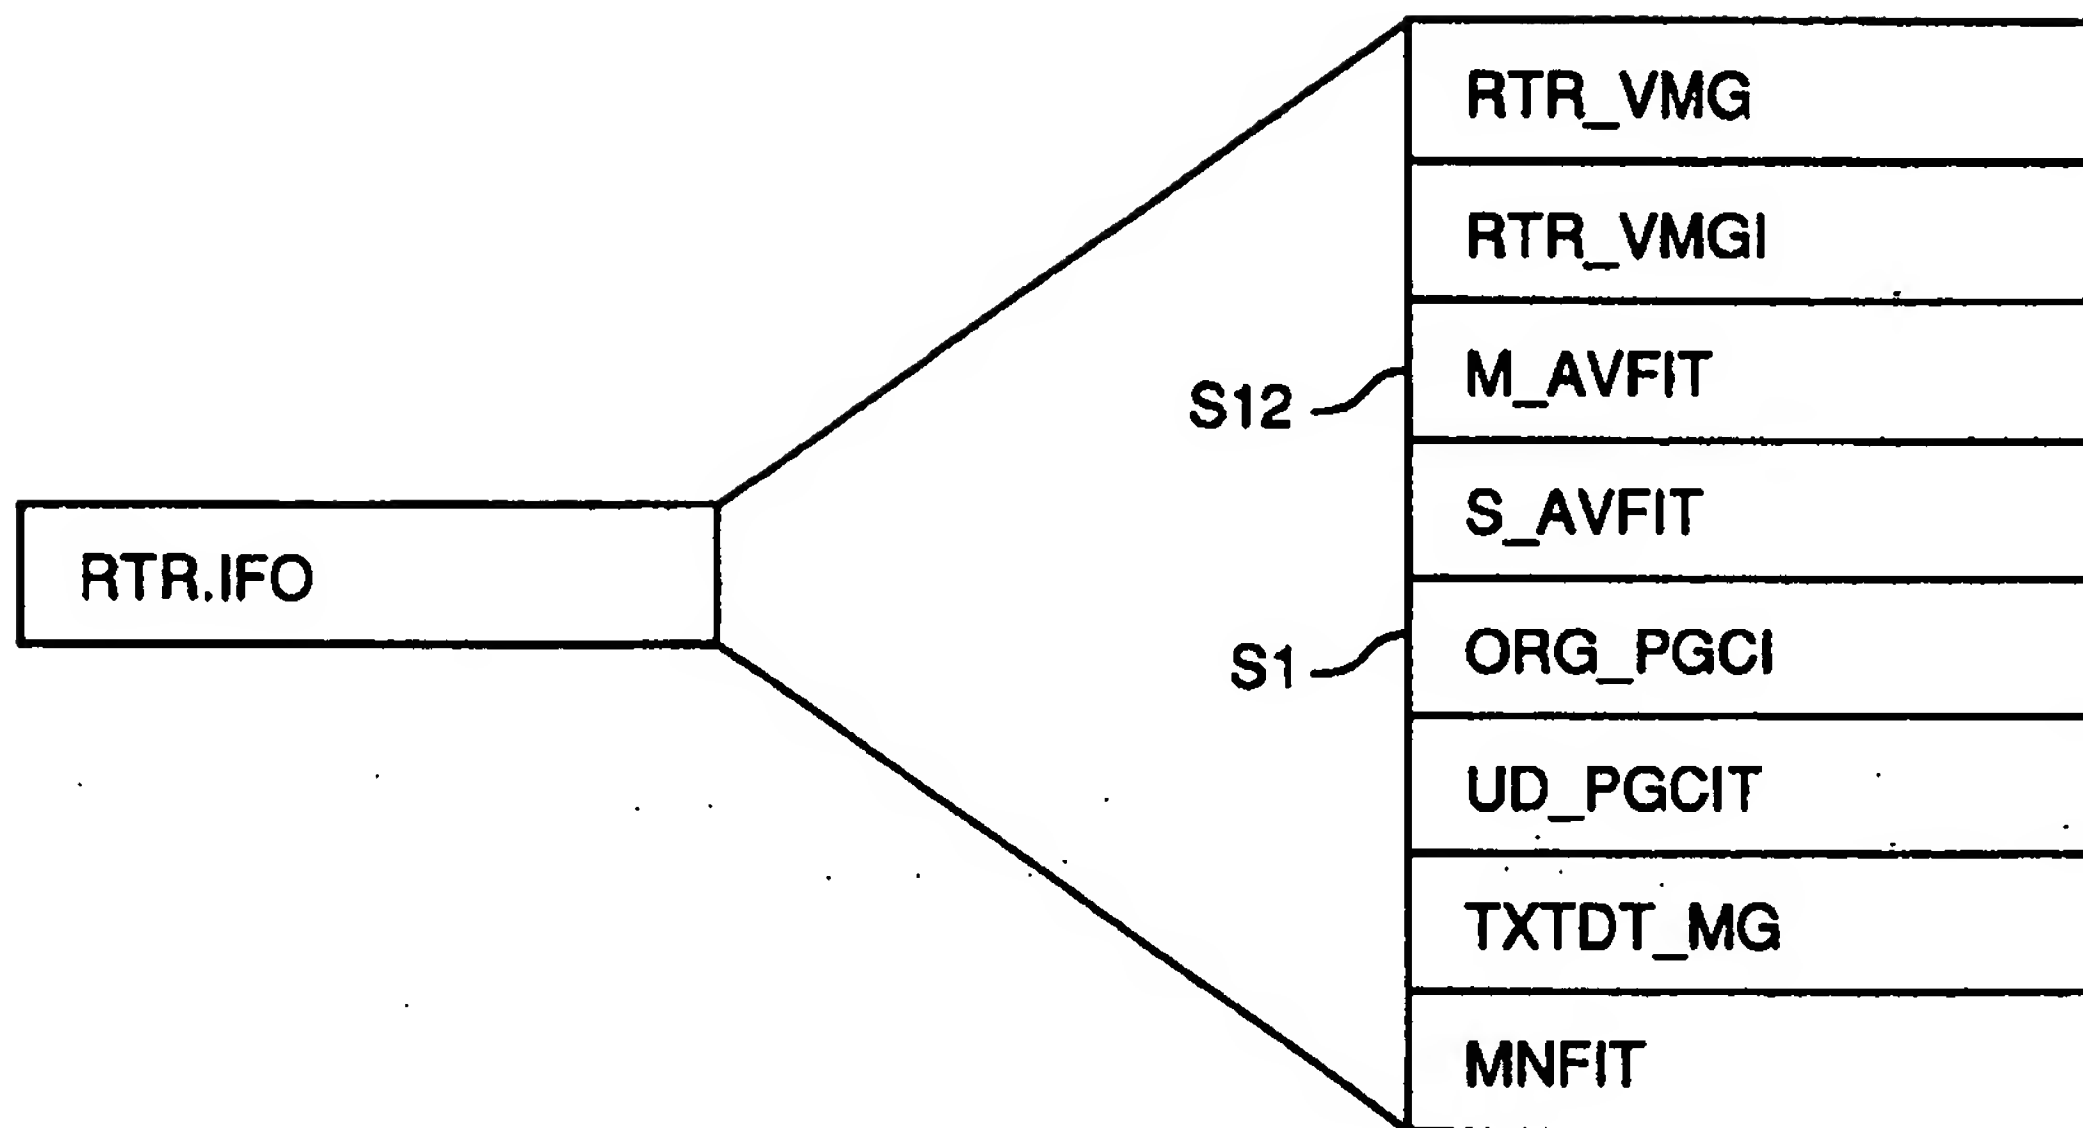 RTR_VMG
RTR_VMGI
S12
M_AVFIT
S_AVFIT
RTR.IFO
S1
ORG_PGCI
UD_PGCIT
TXTDT_MG
MNFIT